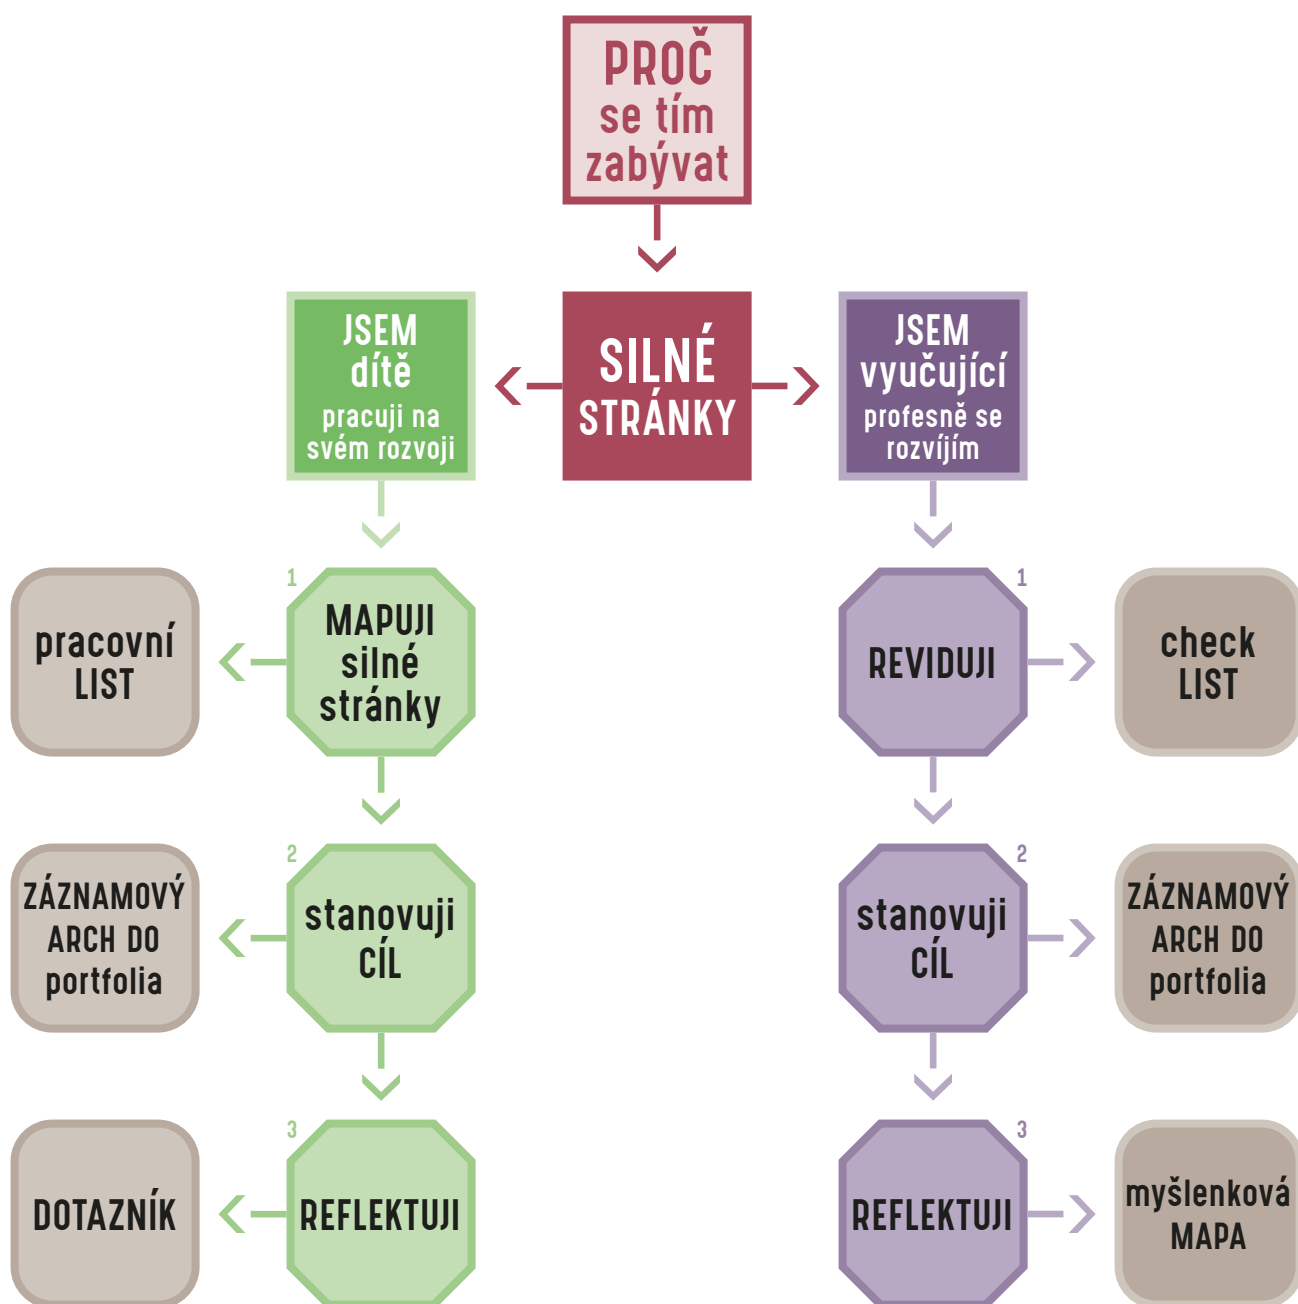 PROČ
se tím
zabývat
JSEM
dítě
pracuji na
svém rozvoji
SILNÉ
STRÁNKY
JSEM
vyučující
profesně se
rozvíjím
pracovní
LIST
1
MAPUJI
silné
stránky
1
REVIDUJI
check
LIST
ZÁZNAMOVÝ
ARCH DO
portfolia
2
stanovuji
CÍL
2
stanovuji
CÍL
ZÁZNAMOVÝ
ARCH DO
portfolia
DOTAZNÍK
3
REFLEKTUJI
3
REFLEKTUJI
myšlenková
MAPA